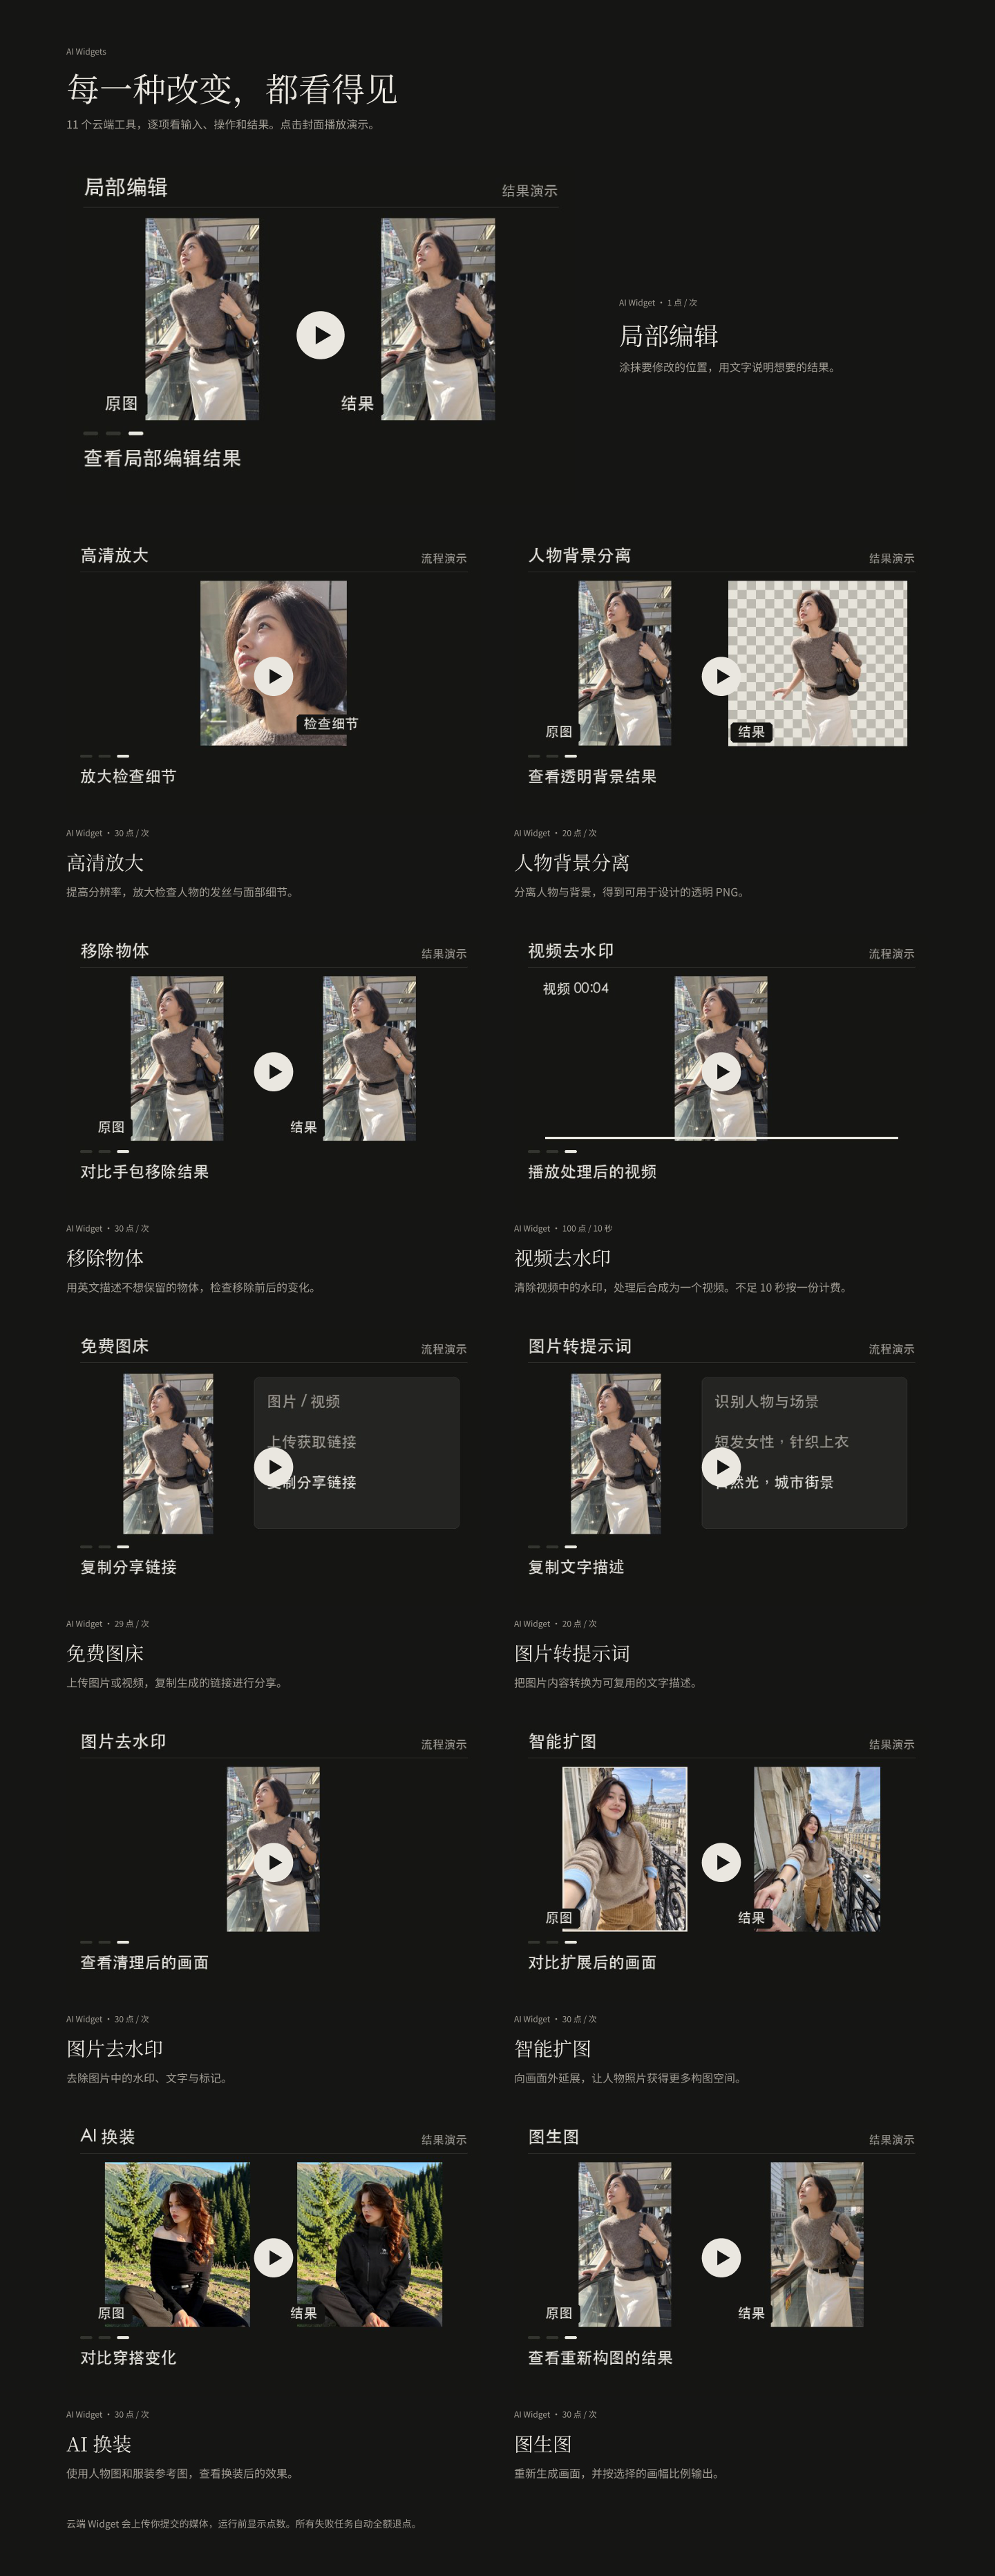 AI Widgets
每一种改变，都看得见
11 个云端工具，逐项看输入、操作和结果。点击封面播放演示。
局部编辑
结果演示
原图
结果
查看局部编辑结果
AI Widget · 1 点 / 次
局部编辑
涂抹要修改的位置，用文字说明想要的结果。
高清放大
流程演示
检查细节
放大检查细节
AI Widget · 30 点 / 次
高清放大
提高分辨率，放大检查人物的发丝与面部细节。
人物背景分离
结果演示
原图
结果
查看透明背景结果
AI Widget · 20 点 / 次
人物背景分离
分离人物与背景，得到可用于设计的透明 PNG。
移除物体
结果演示
原图
结果
对比手包移除结果
AI Widget · 30 点 / 次
移除物体
用英文描述不想保留的物体，检查移除前后的变化。
视频去水印
流程演示
视频 00:04
播放处理后的视频
AI Widget · 100 点 / 10 秒
视频去水印
清除视频中的水印，处理后合成为一个视频。不足 10 秒按一份计费。
免费图床
流程演示
图片 / 视频
上传获取链接
制分享链接
复制分享链接
AI Widget · 29 点 / 次
免费图床
上传图片或视频，复制生成的链接进行分享。
图片转提示词
流程演示
识别人物与场景
短发女性，针织上衣
然光，城市街景
复制文字描述
AI Widget · 20 点 / 次
图片转提示词
把图片内容转换为可复用的文字描述。
图片去水印
流程演示
查看清理后的画面
AI Widget · 30 点 / 次
图片去水印
去除图片中的水印、文字与标记。
智能扩图
结果演示
原图
结果
对比扩展后的画面
AI Widget · 30 点 / 次
智能扩图
向画面外延展，让人物照片获得更多构图空间。
AI 换装
结果演示
原图
结果
对比穿搭变化
AI Widget · 30 点 / 次
AI 换装
使用人物图和服装参考图，查看换装后的效果。
图生图
结果演示
原图
结果
查看重新构图的结果
AI Widget · 30 点 / 次
图生图
重新生成画面，并按选择的画幅比例输出。
云端 Widget 会上传你提交的媒体，运行前显示点数。所有失败任务自动全额退点。